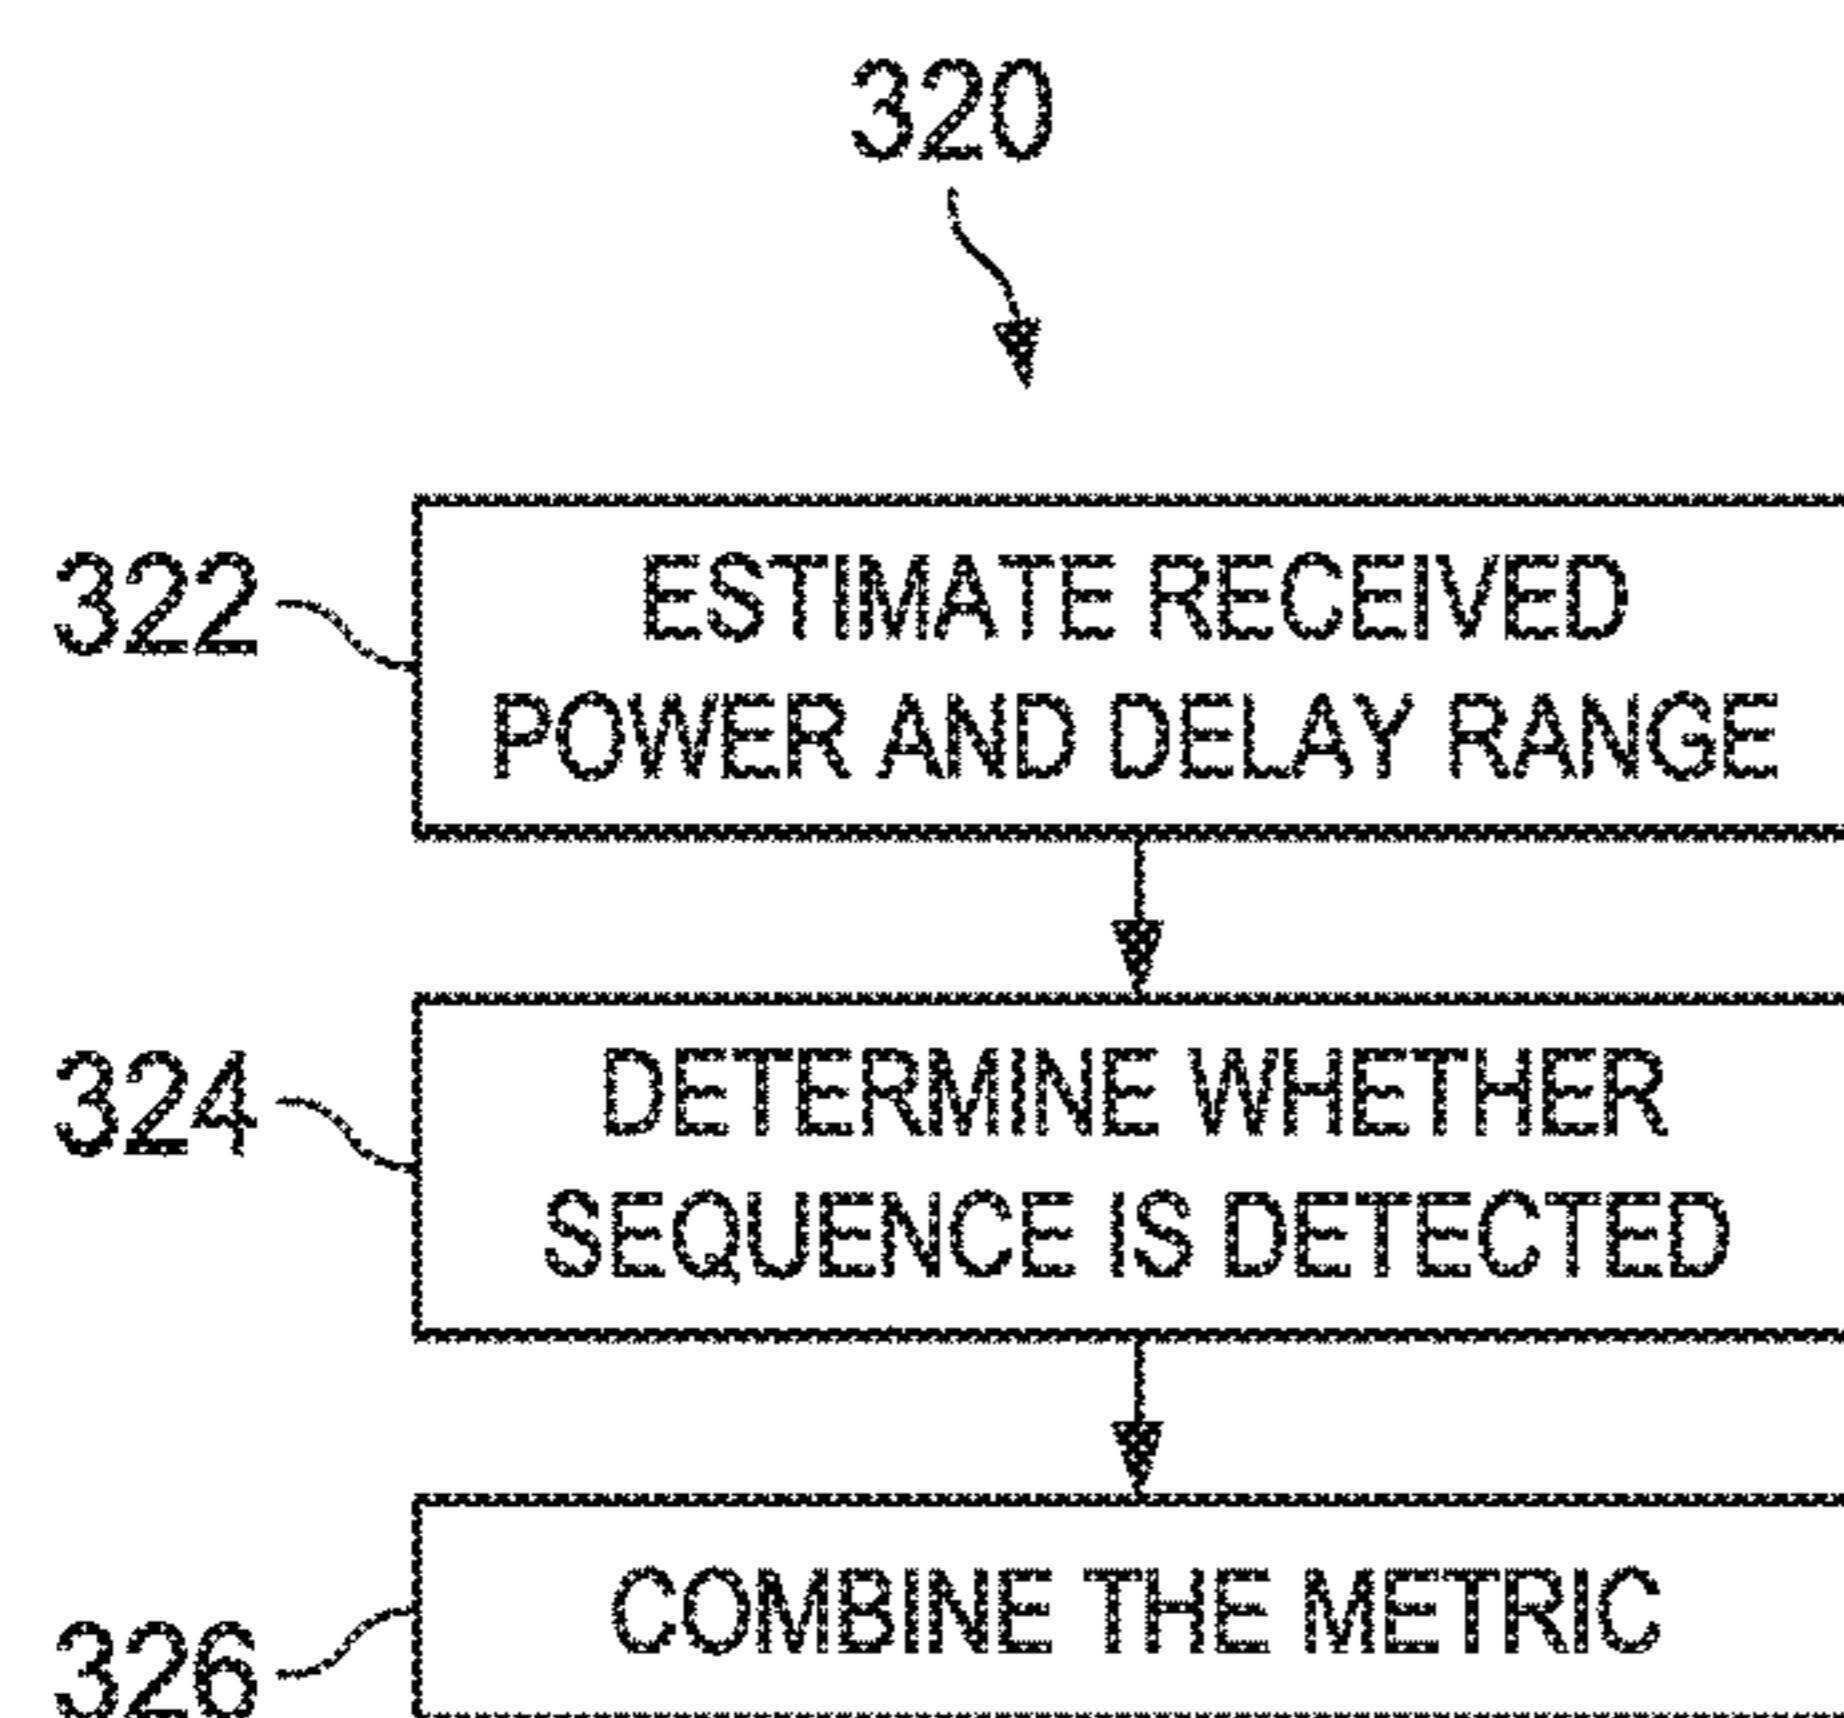 320
322
ESTIMATE RECEIVED
POWER AND DELAY RANGE
324
DETERMINE WHETHER
SEQUENCE IS DETECTED
326
COMBINE THE METRIC